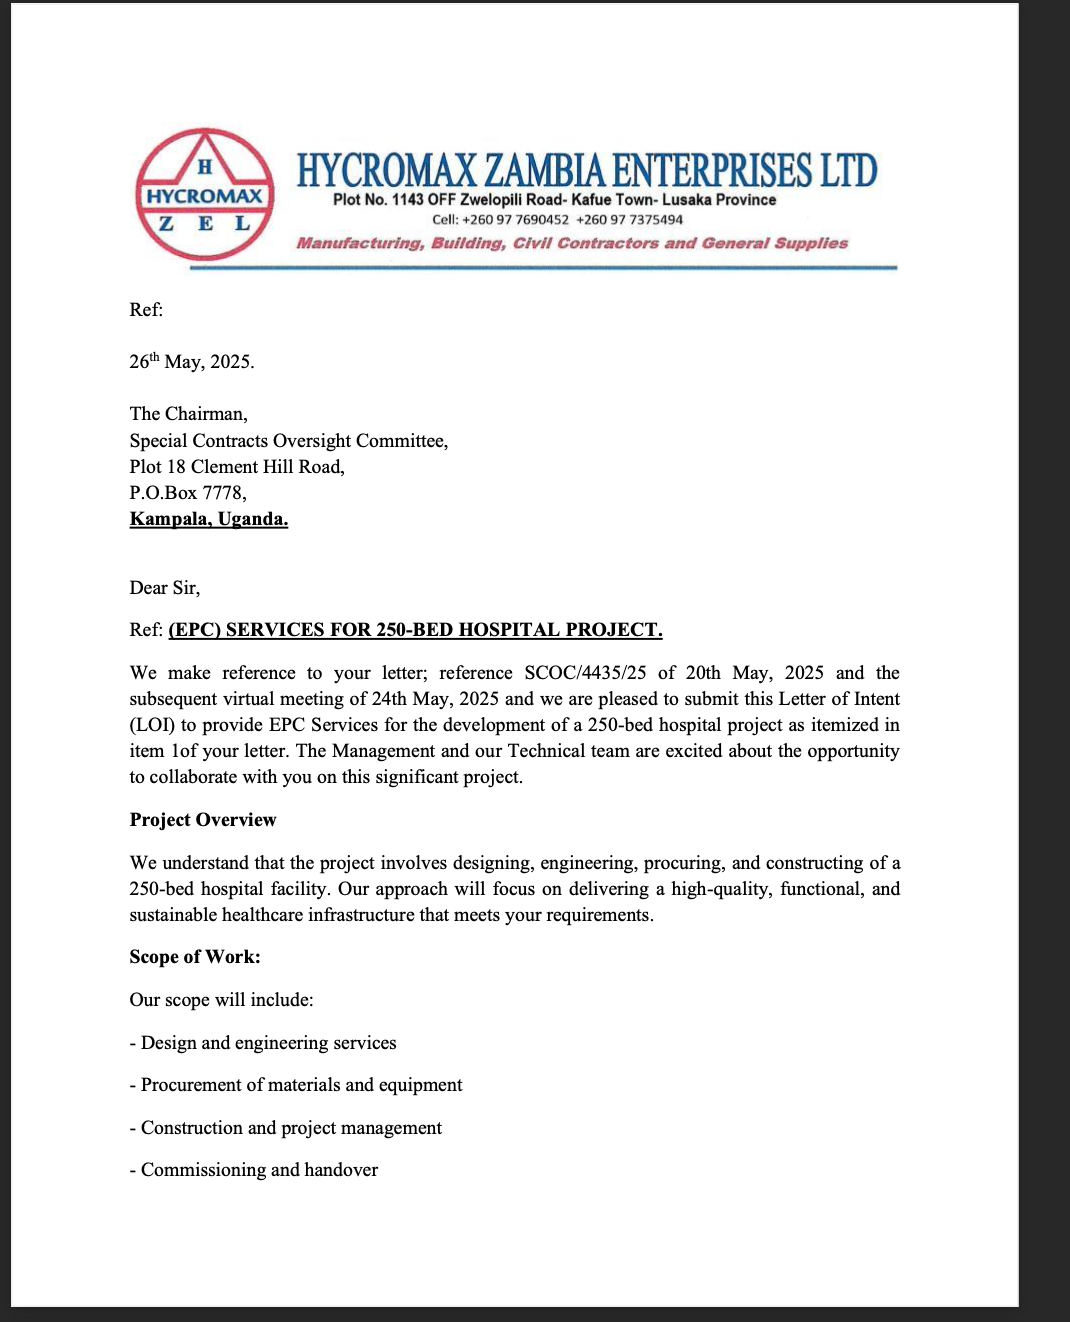 H
HYCROMAX
Z E L
HYCROMAX ZAMBIA ENTERPRISES LTD
Plot No. 1143 OFF Zwelopili Road- Kafue Town- Lusaka Province
Cell: +260 97 7690452 +260 97 7375494
Manufacturing, Building, Civil Contractors and General Supplies
Ref:
26th May, 2025.
The Chairman,
Special Contracts Oversight Committee,
Plot 18 Clement Hill Road,
P.O.Box 7778,
Kampala, Uganda.
Dear Sir,
Ref: (EPC) SERVICES FOR 250-BED HOSPITAL PROJECT.
We make reference to your letter; reference SCOC/4435/25 of 20th May, 2025 and the
subsequent virtual meeting of 24th May, 2025 and we are pleased to submit this Letter of Intent
(LOI) to provide EPC Services for the development of a 250-bed hospital project as itemized in
item 1of your letter. The Management and our Technical team are excited about the opportunity
to collaborate with you on this significant project.
Project Overview
We understand that the project involves designing, engineering, procuring, and constructing of a
250-bed hospital facility. Our approach will focus on delivering a high-quality, functional, and
sustainable healthcare infrastructure that meets your requirements.
Scope of Work:
Our scope will include:
- Design and engineering services
- Procurement of materials and equipment
- Construction and project management
- Commissioning and handover